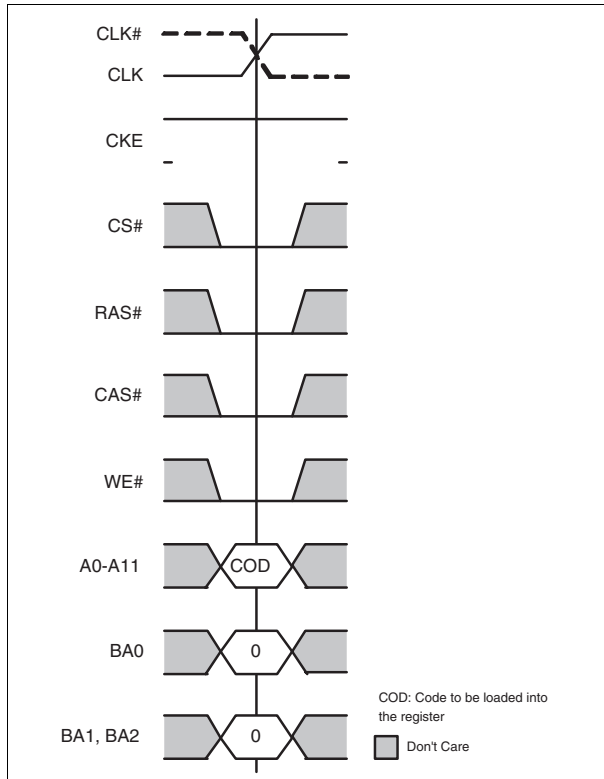 CLK#
CLK
CKE
CS#
RAS#
CAS#
WE#
A0-A11
COD
BA0
0
BA1, BA2
0
COD: Code to be loaded into
the register
Don't Care